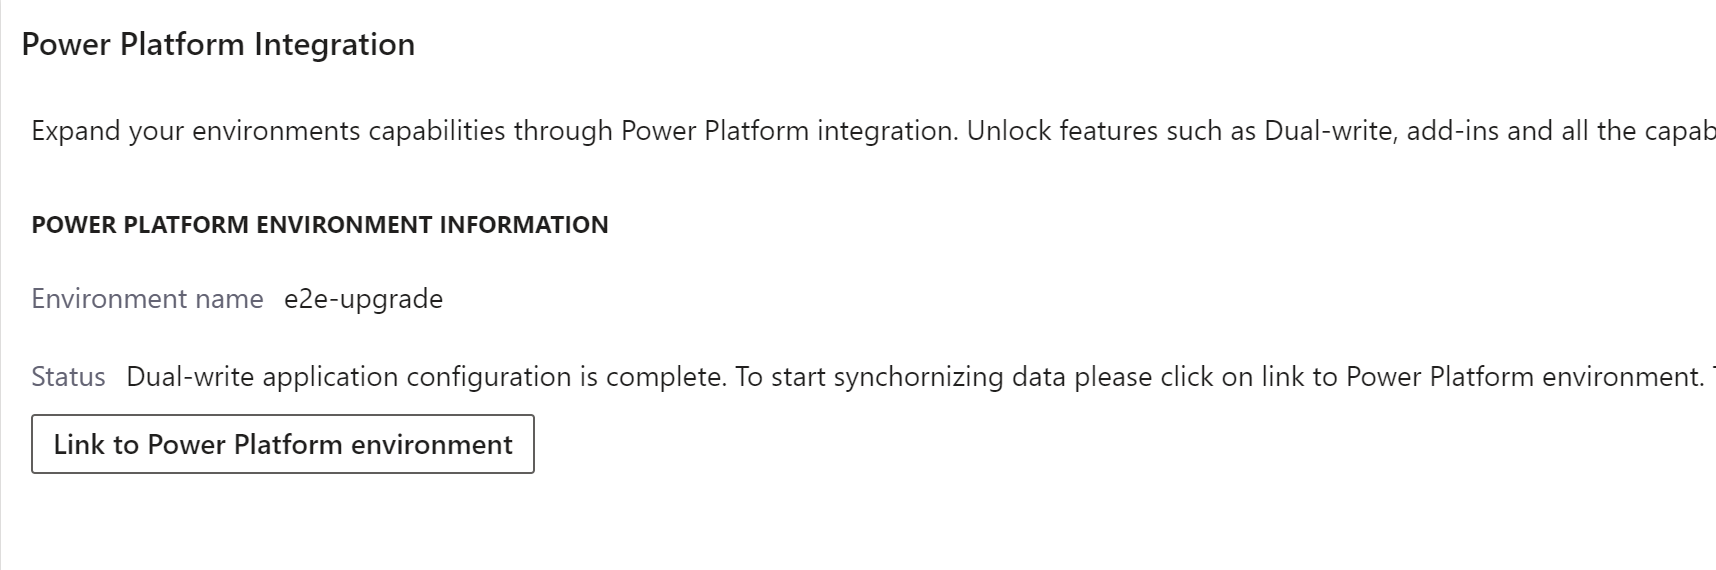 Power Platform Integration
Expand your environments capabilities through Power Platform integration. Unlock features such as Dual-write, add-ins and all the capab
POWER PLATFORM ENVIRONMENT INFORMATION
Environment name e2e-upgrade
Status Dual-write application configuration is complete. To start synchornizing data please click on link to Power Platform environment.
Link to Power Platform environment